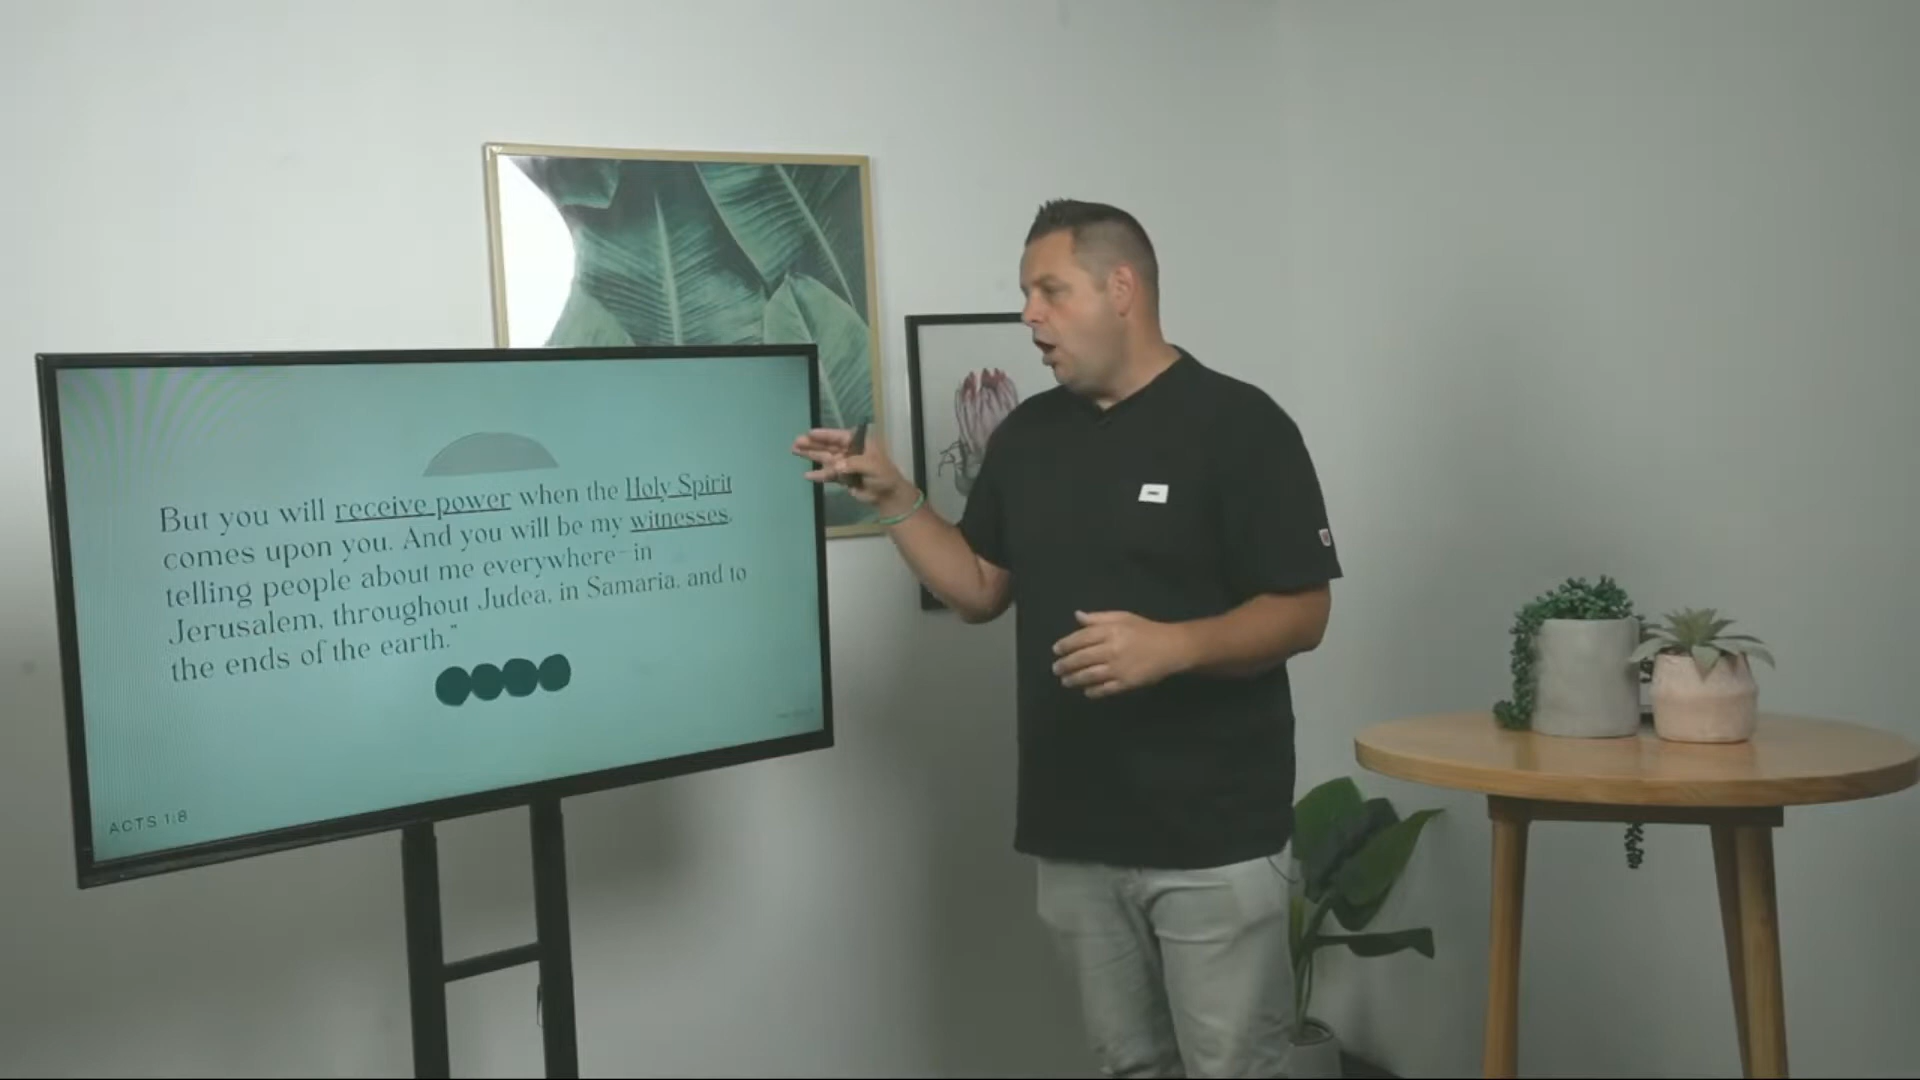 But you will receive power when the Holy Spirit
comes upon you. And you will be my witnesses,
telling people about me everywhere—in
Jerusalem, throughout Judea, in Samaria, and to
the ends of the earth.”
ACTS 1:8